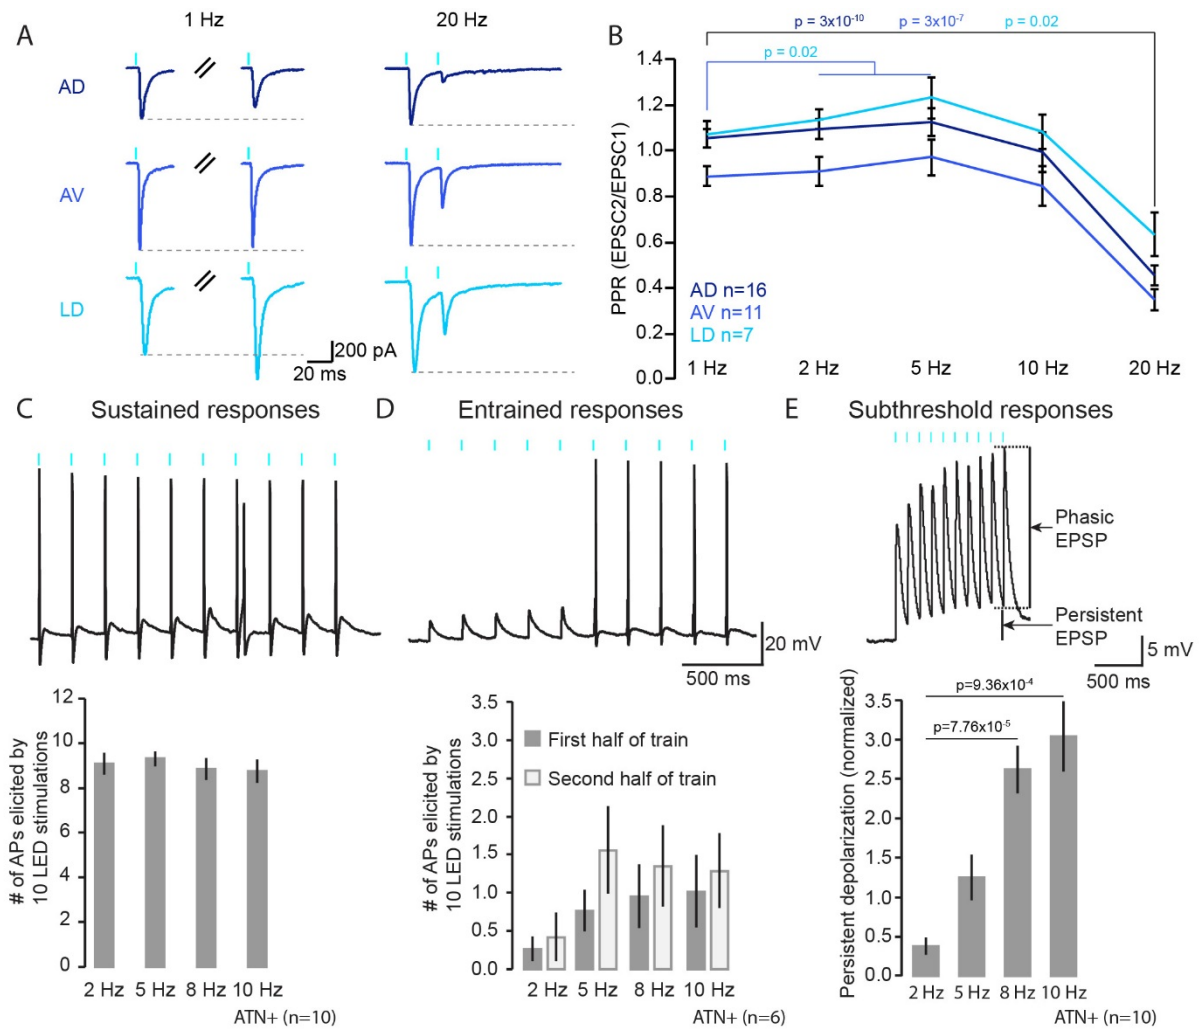 A
1 Hz
20 Hz
AD
AV
LD
200 pA
20 ms
B
p = 3x10-10
p = 3x10-7
p = 0.02
p = 0.02
PPR (EPSC2/EPSC1)
1.4
1.2
1.0
0.8
0.6
0.4
0.2
0.0
AD n=16
AV n=11
LD n=7
1 Hz
2 Hz
5 Hz
10 Hz
20 Hz
C
Sustained responses
# of APs elicited by
10 LED stimulations
12
10
8
6
4
2
0
2 Hz
5 Hz
8 Hz
10 Hz
ATN+ (n=10)
D
Entrained responses
20 mV
500 ms
# of APs elicited by
10 LED stimulations
3.5
3.0
2.5
2.0
1.5
1.0
0.5
0.0
First half of train
Second half of train
2 Hz
5 Hz
8 Hz
10 Hz
ATN+ (n=6)
E
Subthreshold responses
Phasic
EPSP
Persistent
EPSP
5 mV
500 ms
Persistent depolarization (normalized)
3.5
3.0
2.5
1.0
1.5
1.0
0.5
0.0
p=9.36x10-4
p=7.76x10-5
2 Hz
5 Hz
8 Hz
10 Hz
ATN+ (n=10)